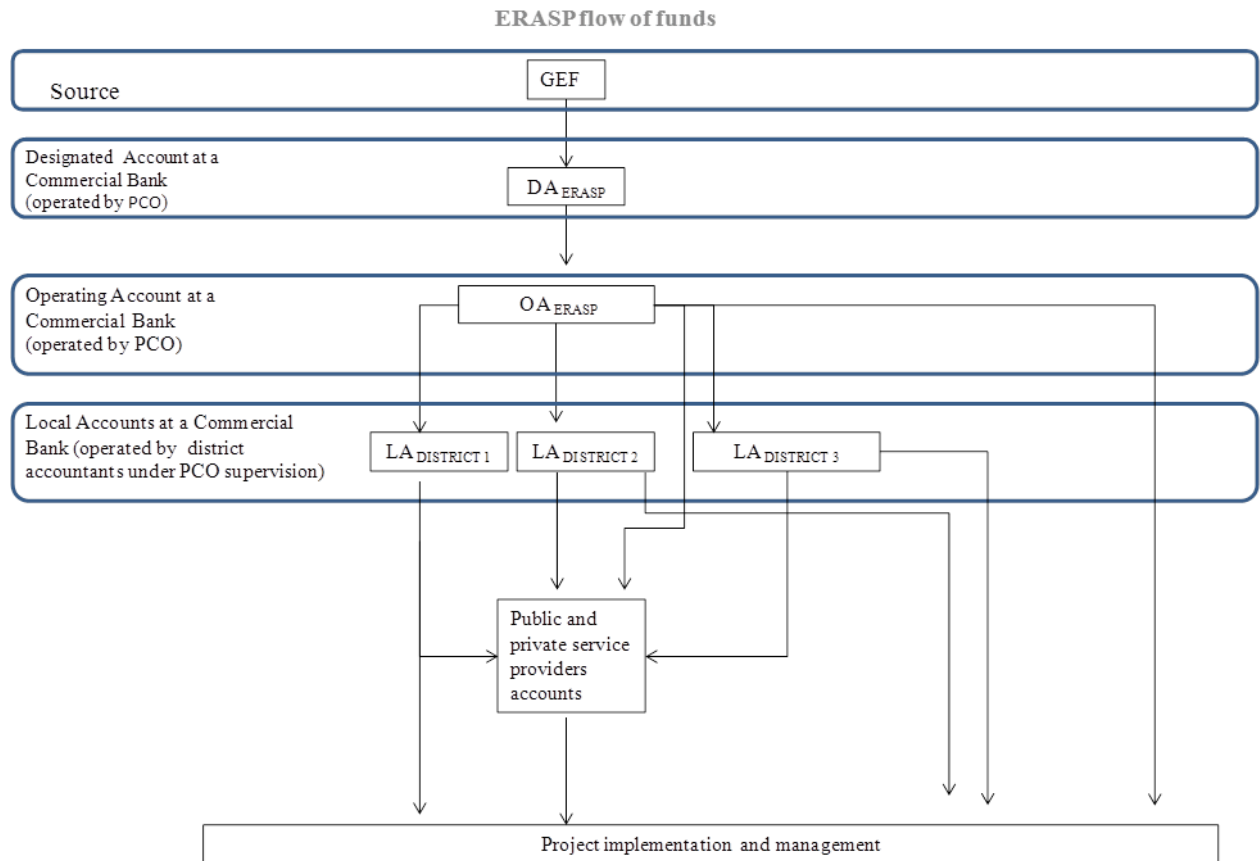 ERASP flow of funds
GEF
Source
Designated Account at a
Commercial Bank
(operated by PCO)
DA ERASP
Operating Account at a
Commercial Bank
(operated by PCO)
OA ERASP
Local Accounts at a Commercial
Bank (operated by district
accountants under PCO supervision)
LA DISTRICT 1
LA DISTRICT 2
LA DISTRICT 3
Public and
private service
providers
accounts
Project implementation and management